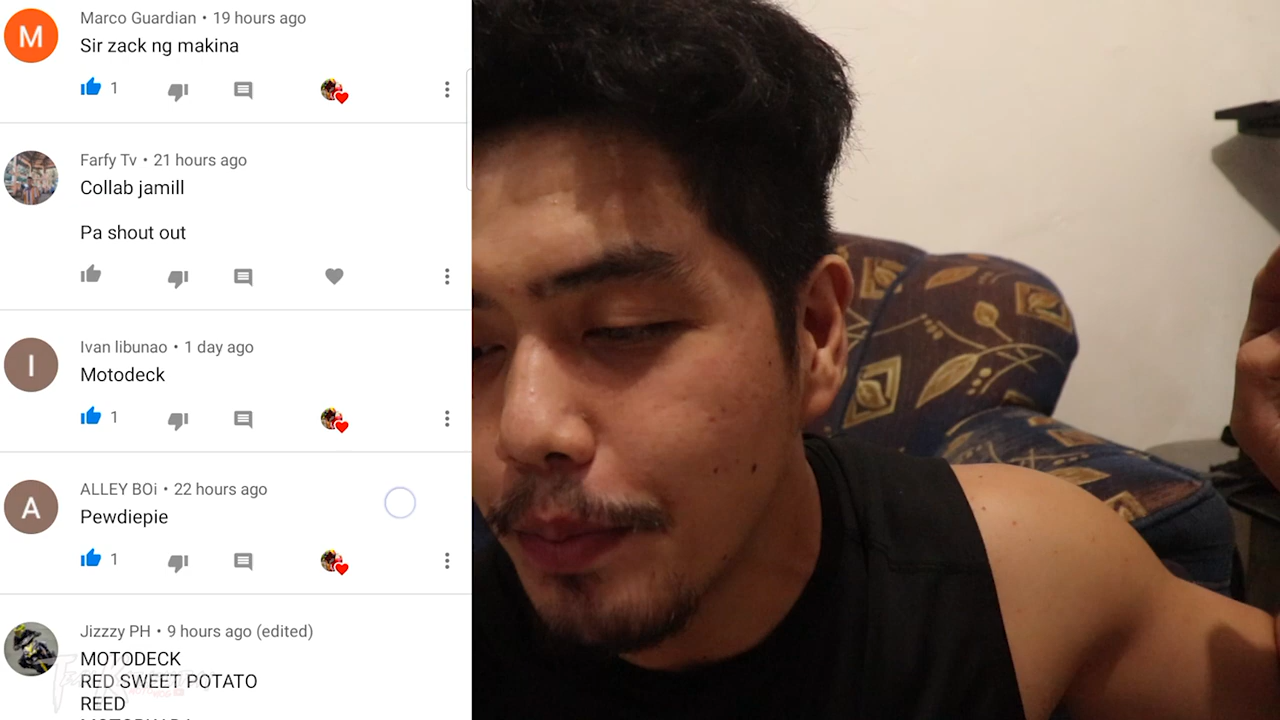 M
Marco Guardian • 19 hours ago
Sir zack ng makina
1
Farfy Tv • 21 hours ago
Collab jamill
Pa shout out
I
Ivan libunao • 1 day ago
Motodeck
1
A
ALLEY BOi • 22 hours ago
Pewdiepie
1
Jizzzy PH • 9 hours ago (edited)
MOTODECK
RED SWEET POTATO
REED